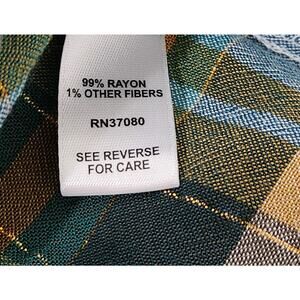 99% RAYON
1% OTHER FIBERS
RN37080
SEE REVERSE
FOR CARE